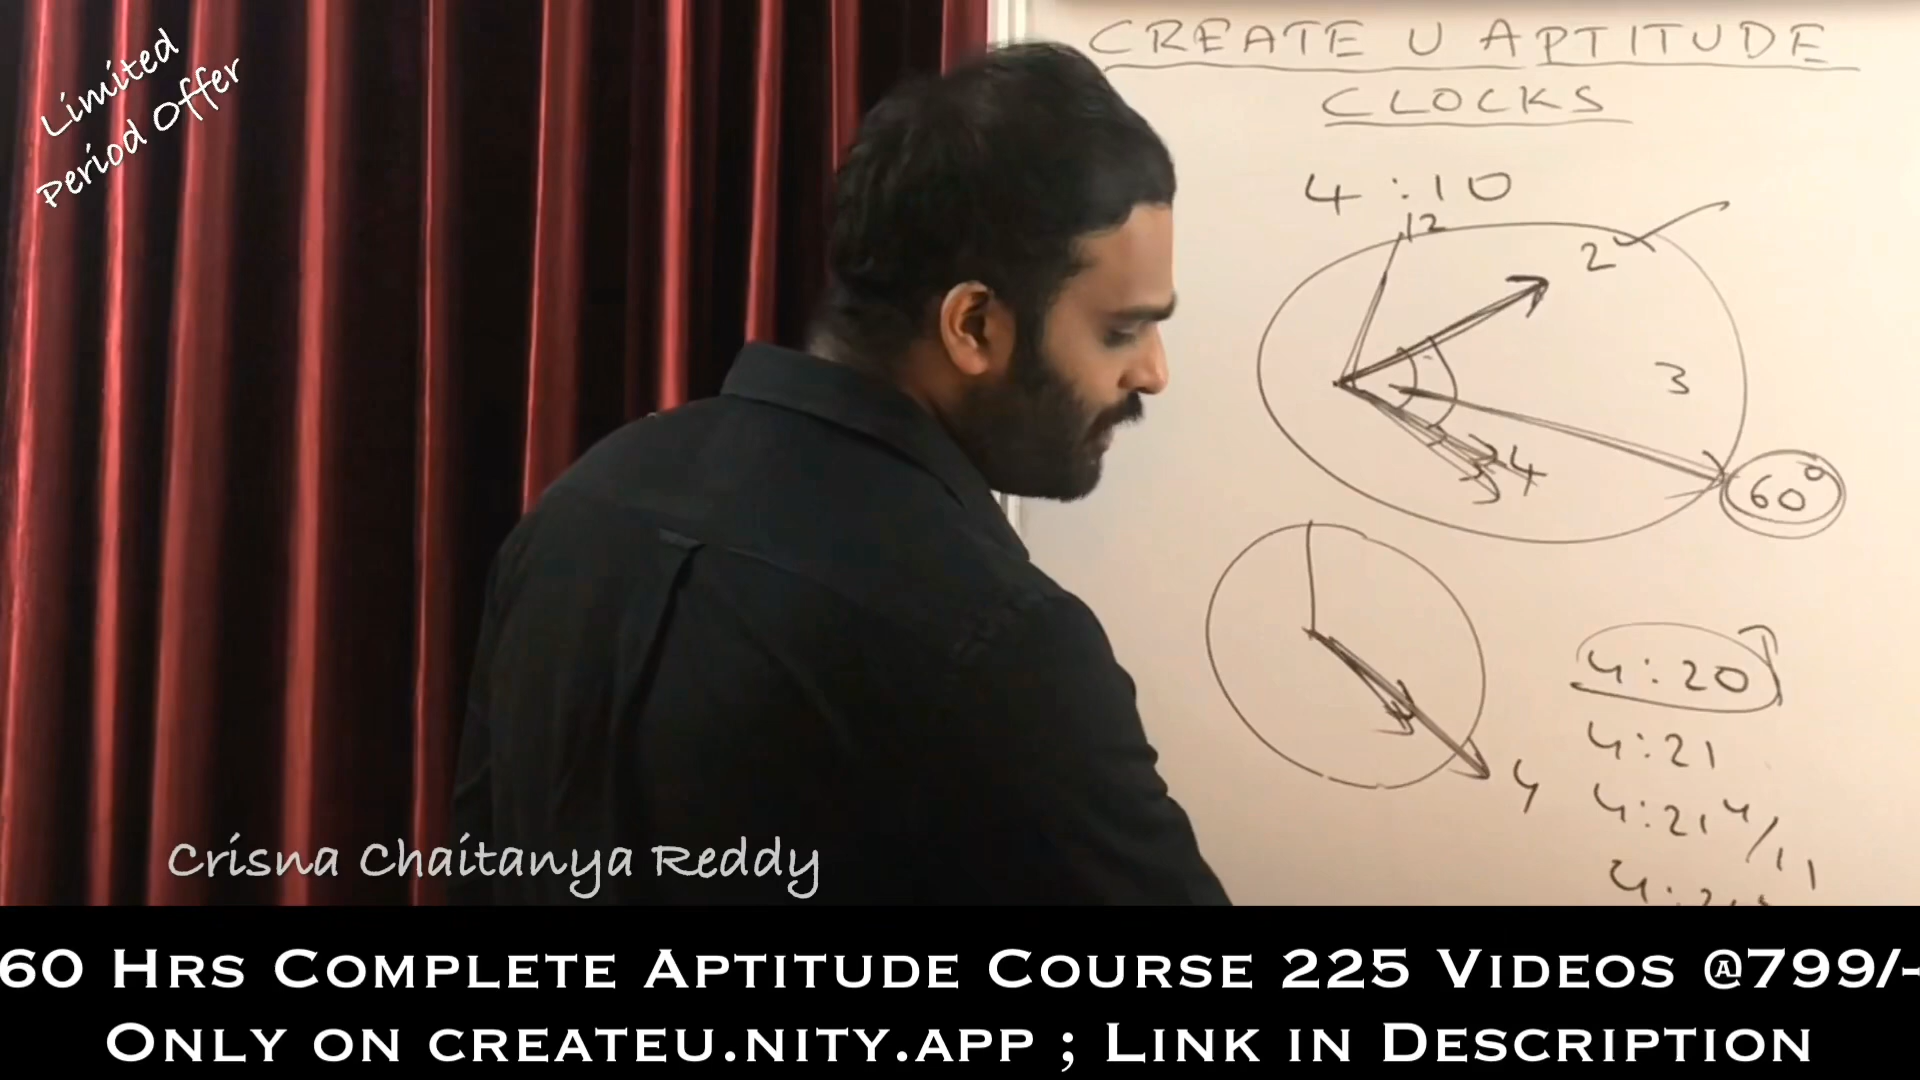 Limited
Period Offer
CREATE U APTITUDE
CLOCKS
4 : 10
12
2
3
4
60°
4
4:20
4:21
4:21 4/11
Crisna Chaitanya Reddy
60 HRS COMPLETE APTITUDE COURSE 225 VIDEOS @799/-
ONLY ON CREATEU.NITY.APP ; LINK IN DESCRIPTION